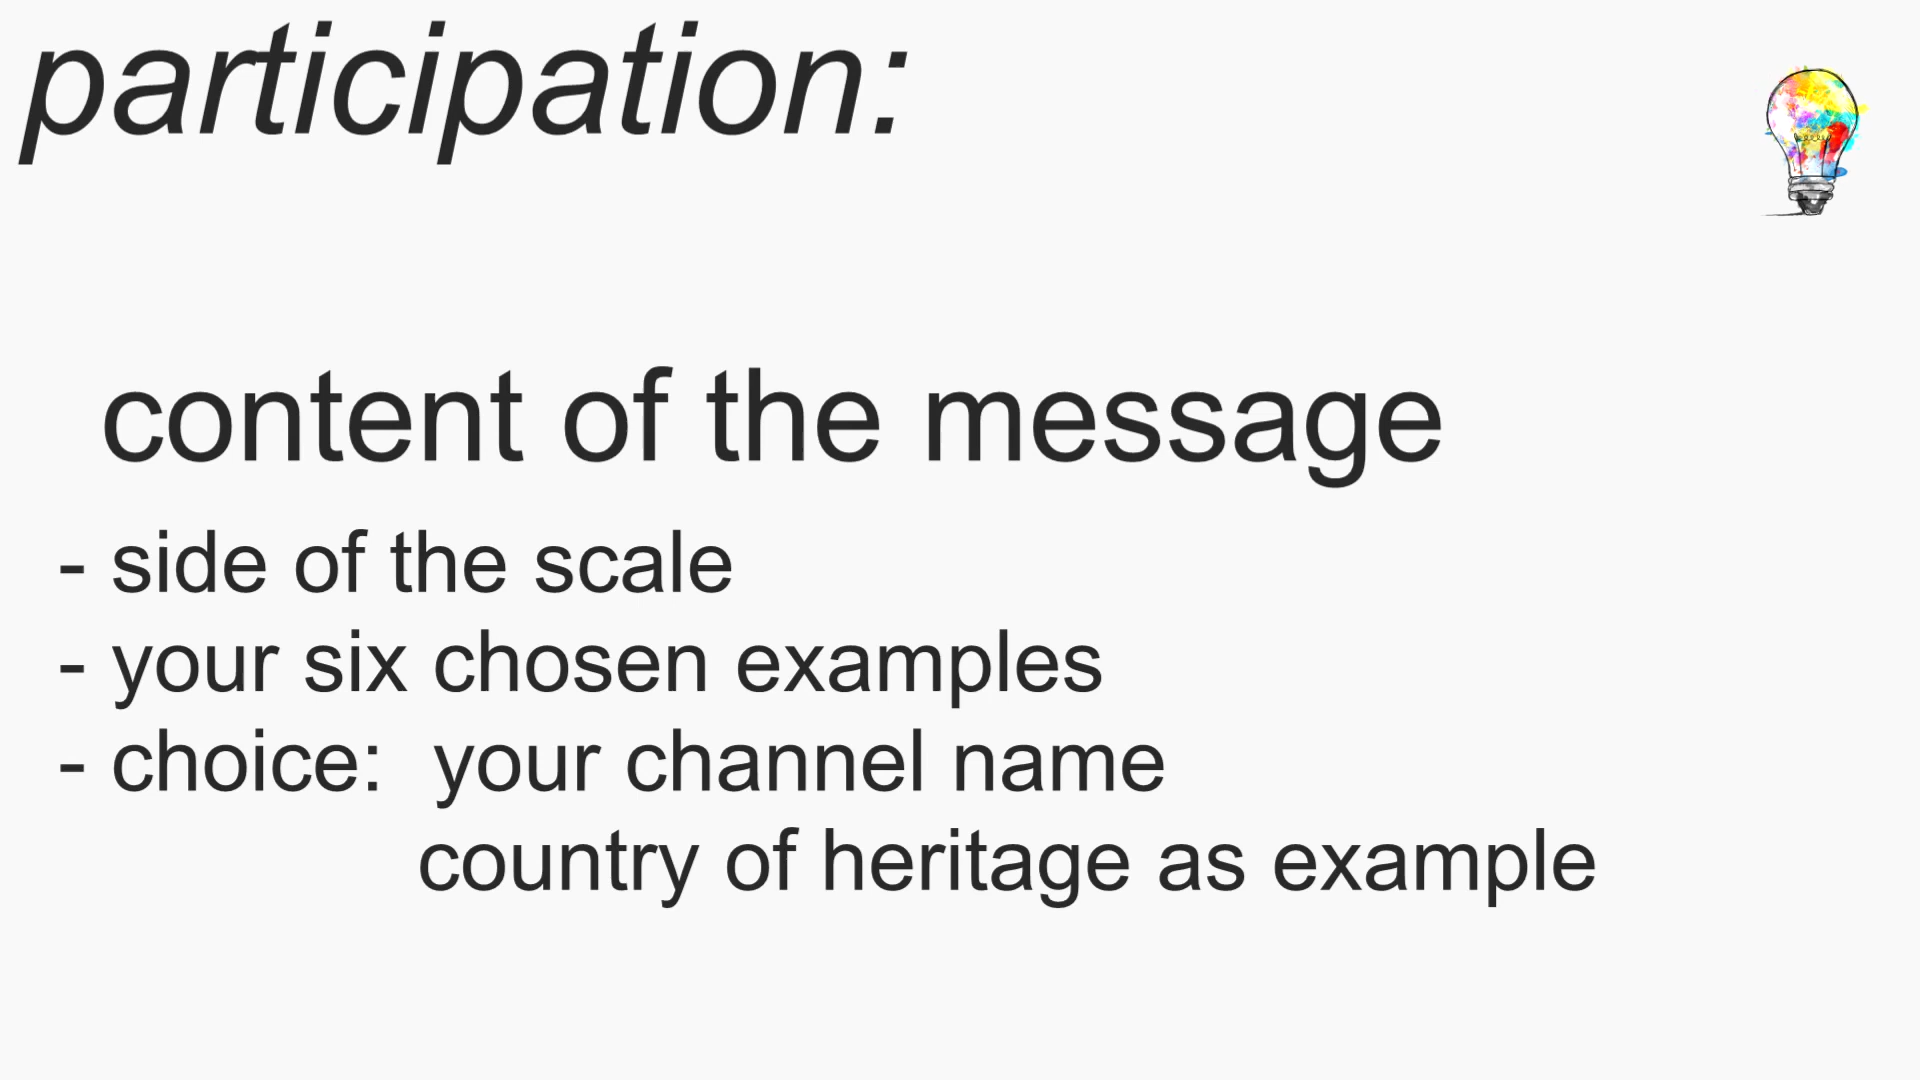 participation:
content of the message
- side of the scale
- your six chosen examples
- choice:  your channel name
country of heritage as example